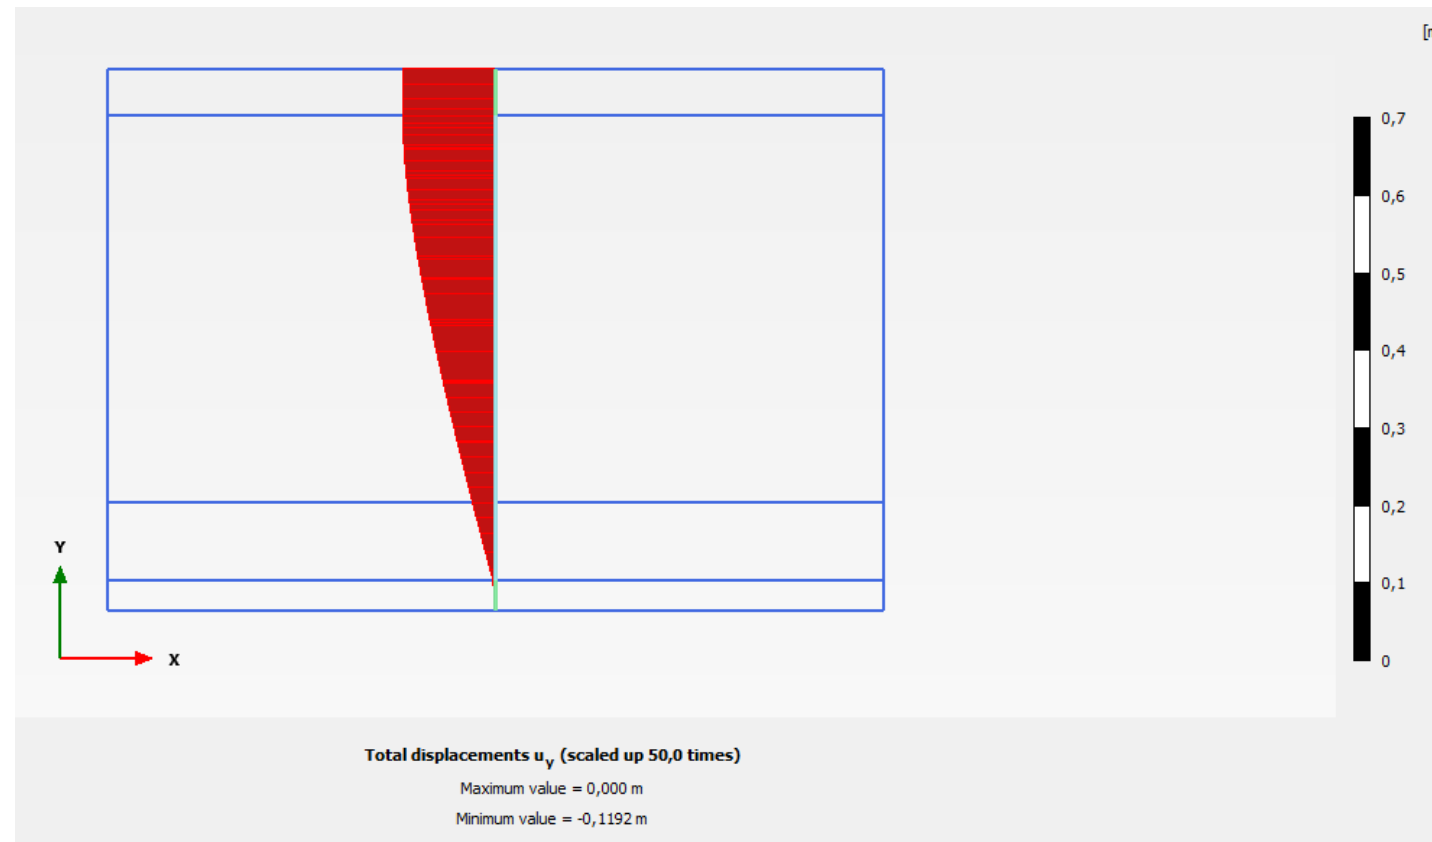 [m
0,7
0,6
0,5
0,4
0,3
0,2
0,1
0
Y
X
Total displacements uy (scaled up 50,0 times)
Maximum value = 0,000 m
Minimum value = -0,1192 m